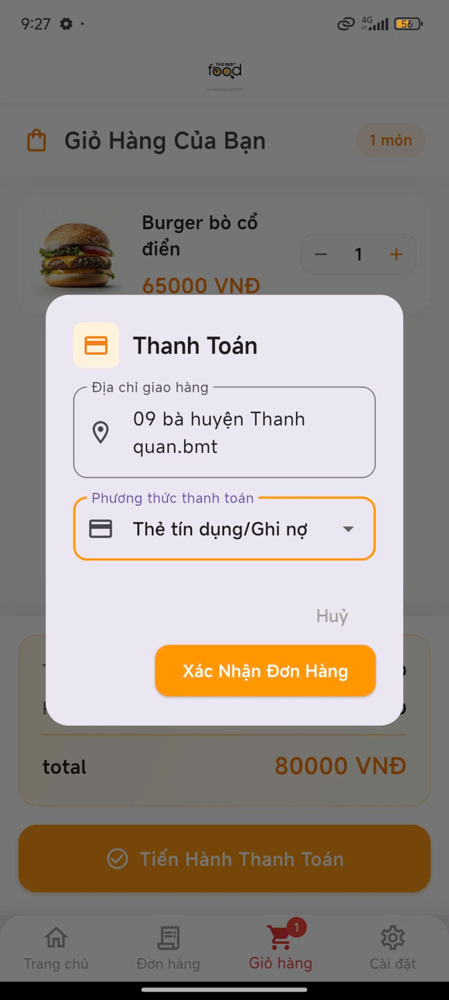 9:27
4G
56
THE BEST
food
Giỏ Hàng Của Bạn
1 món
Burger bò cổ
điển
65000 VNĐ
1
Thanh Toán
Địa chỉ giao hàng
09 bà huyện Thanh
quan.bmt
Phương thức thanh toán
Thẻ tín dụng/Ghi nợ
Huỷ
Xác Nhận Đơn Hàng
total
80000 VNĐ
Tiến Hành Thanh Toán
1
Trang chủ
Đơn hàng
Giỏ hàng
Cài đặt